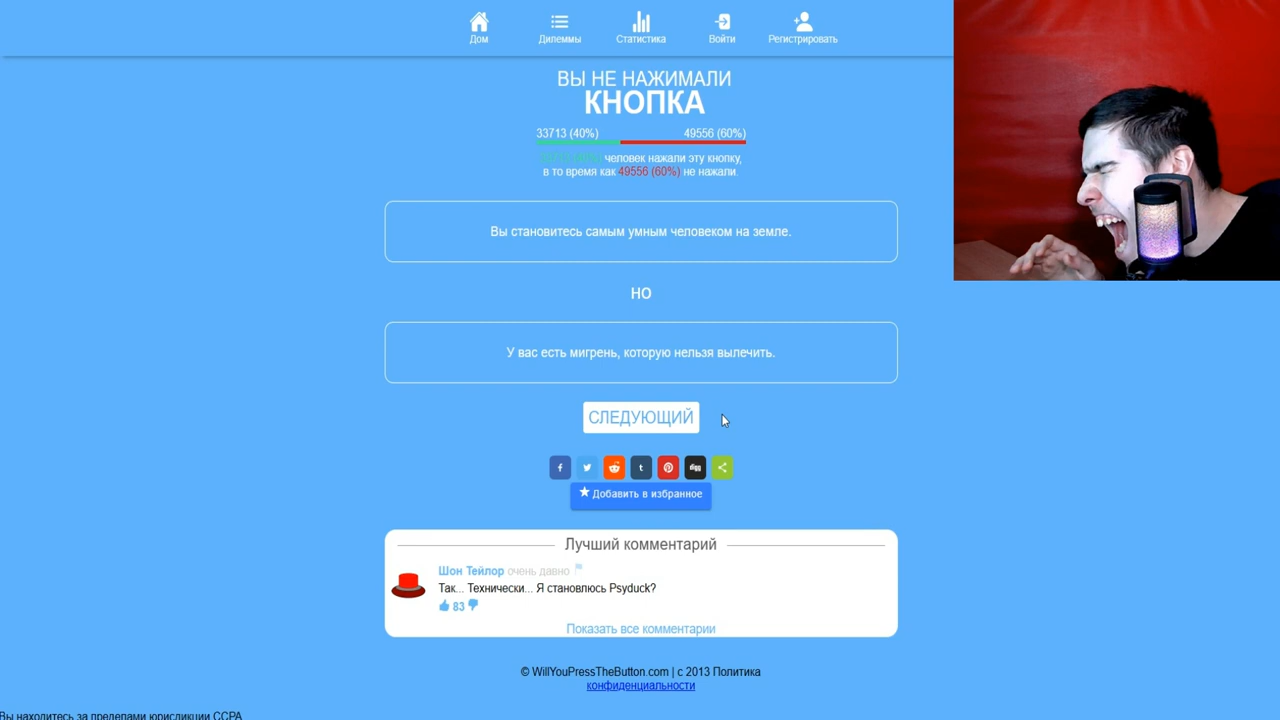 Дом
Дилеммы
Статистика
Войти
Регистрировать
ВЫ НЕ НАЖИМАЛИ
КНОПКА
33713 (40%) 49556 (60%)
33713 (40%) человек нажали эту кнопку,
в то время как 49556 (60%) не нажали.
Вы становитесь самым умным человеком на земле.
НО
У вас есть мигрень, которую нельзя вылечить.
СЛЕДУЮЩИЙ
digg
Добавить в избранное
Лучший комментарий
Шон Тейлор очень давно
Так... Технически... Я становлюсь Psyduck?
83
Показать все комментарии
© WillYouPressTheButton.com | с 2013 Политика
конфиденциальности
Вы находитесь за пределами юрисдикции CCPA